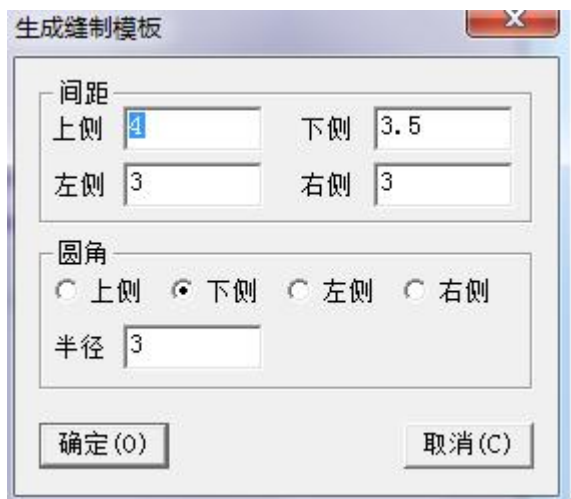 生成缝制模板
间距
上侧 4 下侧 3.5
左侧 3 右侧 3
圆角
上侧 下侧 左侧 右侧
半径 3
确定(O) 取消(C)